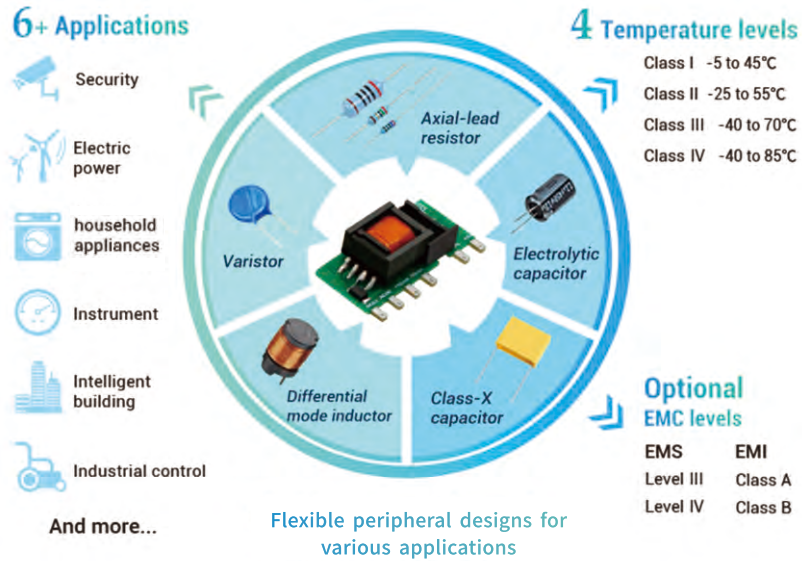 6+ Applications
Security
Electric
power
household
appliances
Instrument
Intelligent
building
Industrial control
And more...
Axial-lead
resistor
Varistor
Electrolytic
capacitor
Differential
mode inductor
Class-X
capacitor
4 Temperature levels
Class I -5 to 45℃
Class II -25 to 55℃
Class III -40 to 70℃
Class IV -40 to 85℃
Optional
EMC levels
EMS EMI
Level III Class A
Level IV Class B
Flexible peripheral designs for
various applications